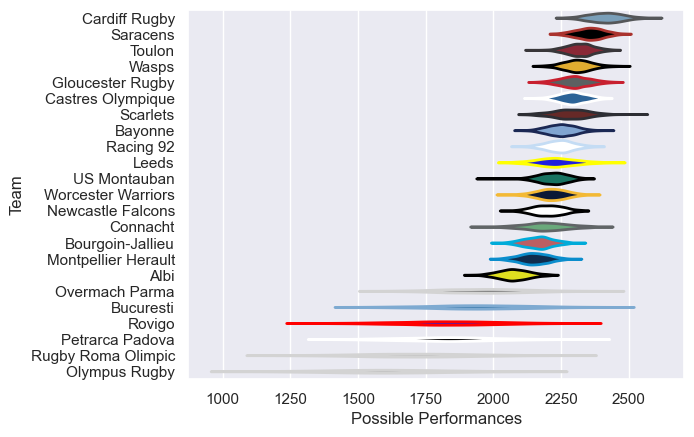 Cardiff Rugby
Saracens
Toulon
Wasps
Gloucester Rugby
Castres Olympique
Scarlets
Bayonne
Racing 92
Leeds
US Montauban
Worcester Warriors
Newcastle Falcons
Connacht
Bourgoin-Jallieu
Montpellier Herault
Albi
Overmach Parma
Bucuresti
Rovigo
Petrarca Padova
Rugby Roma Olimpic
Olympus Rugby
Team
1000 1250 1500 1750 2000 2250 2500
Possible Performances